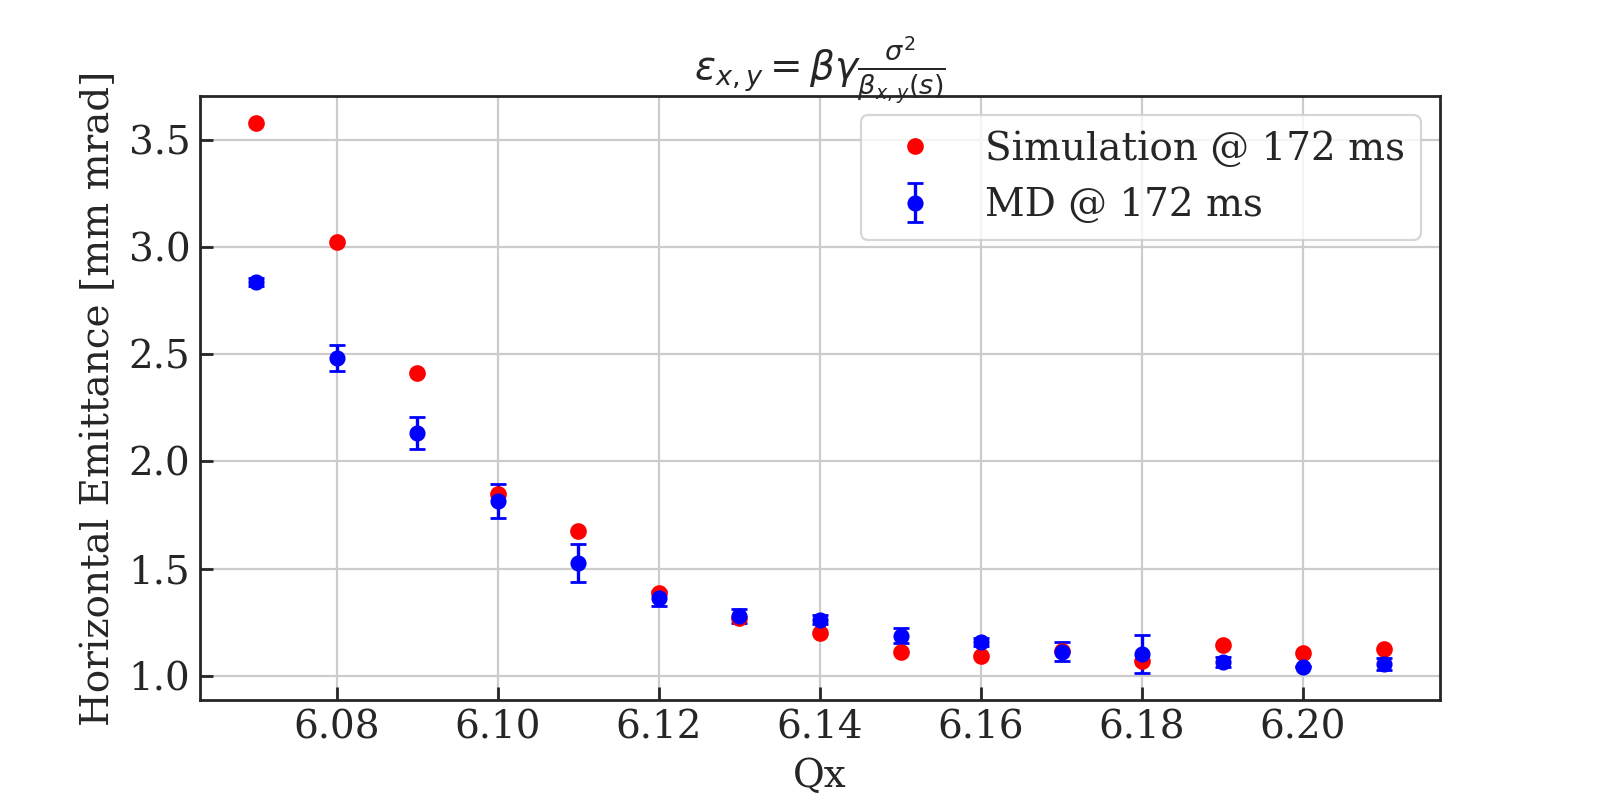 εx, y = βγ σ²/βx, y(s)
Horizontal Emittance [mm mrad]
3.5
3.0
2.5
2.0
1.5
1.0
Simulation @ 172 ms
MD @ 172 ms
6.08 6.10 6.12 6.14 6.16 6.18 6.20
Qx